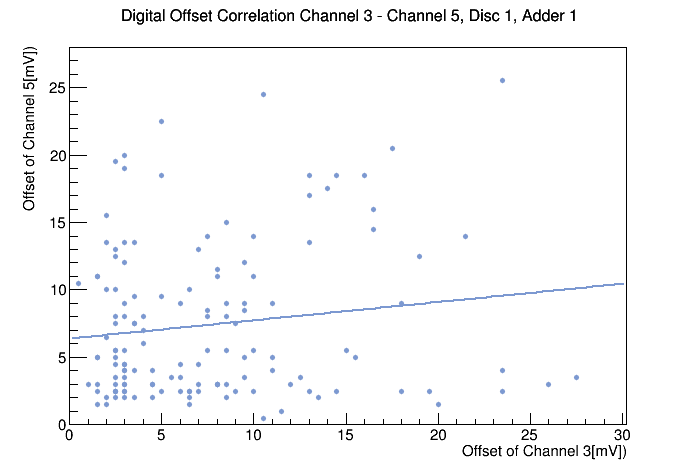 Digital Offset Correlation Channel 3 - Channel 5, Disc 1, Adder 1
Offset of Channel 5[mV])
25
20
15
10
5
0
0 5 10 15 20 25 30
Offset of Channel 3[mV])